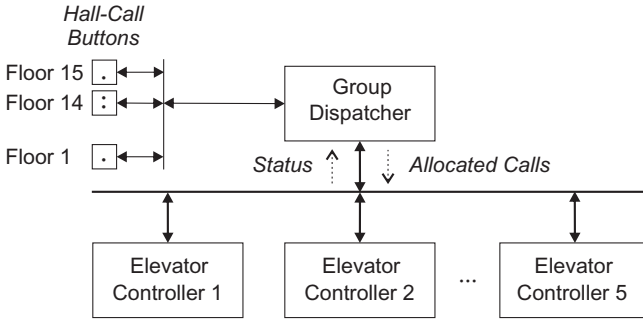 Hall-Call
Buttons
Floor 15 .
Floor 14 :
Floor 1 .
Group
Dispatcher
Status
Allocated Calls
Elevator
Controller 1
Elevator
Controller 2
...
Elevator
Controller 5